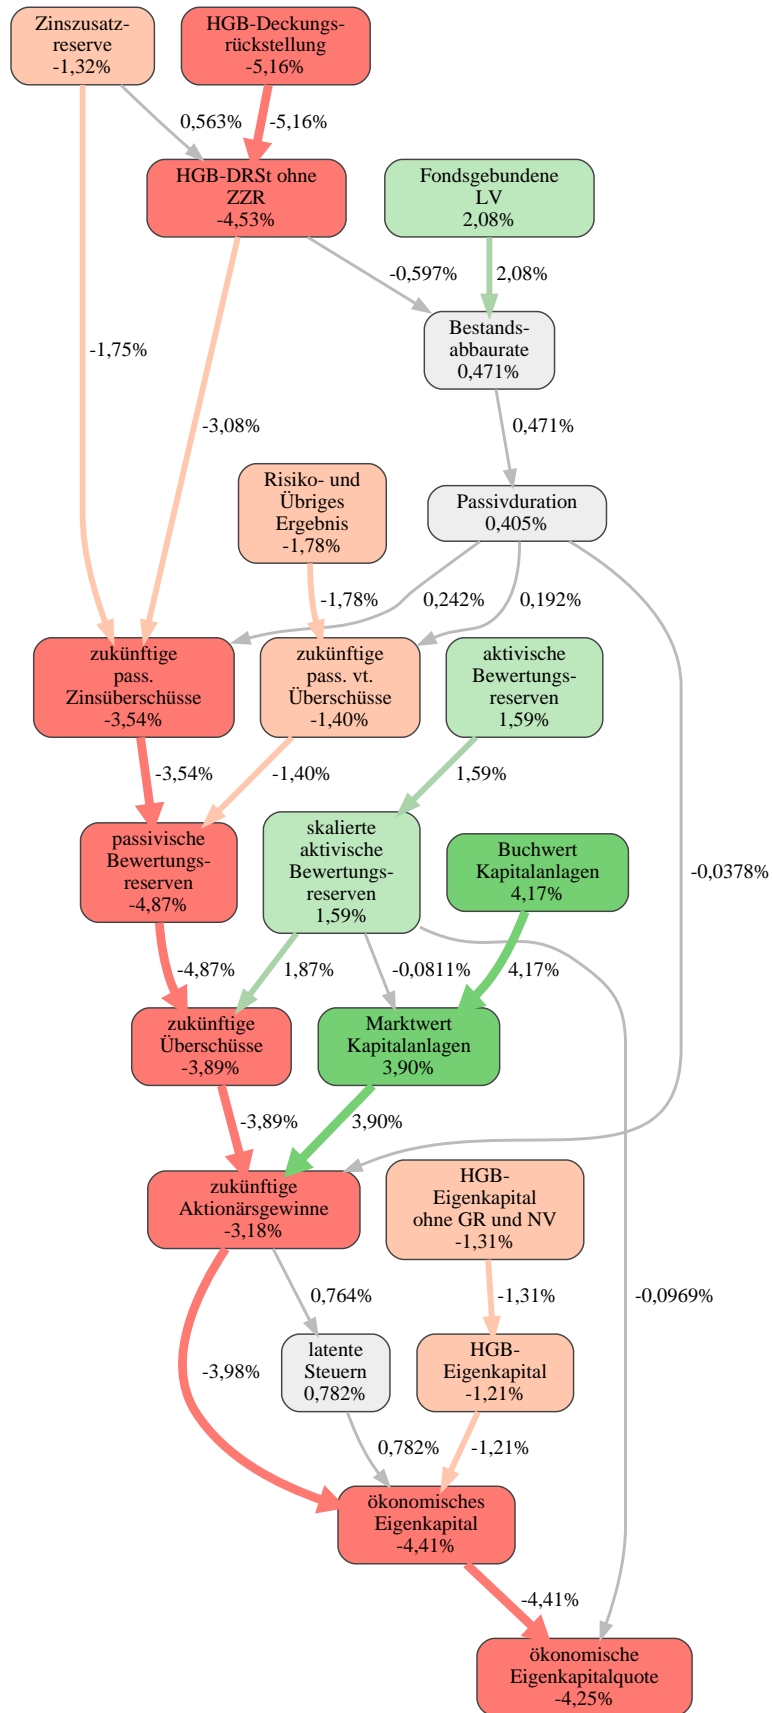 Zinszusatz-
reserve
-1,32%
HGB-Deckungs-
rückstellung
-5,16%
0,563%
-5,16%
HGB-DRSt ohne
ZZR
-4,53%
Fondsgebundene
LV
2,08%
-0,597%
2,08%
Bestands-
abbaurate
0,471%
-1,75%
-3,08%
0,471%
Risiko- und
Übriges
Ergebnis
-1,78%
Passivduration
0,405%
-1,78%
0,242%
0,192%
zukünftige
pass.
Zinsüberschüsse
-3,54%
zukünftige
pass. vt.
Überschüsse
-1,40%
aktivische
Bewertungs-
reserven
1,59%
-3,54%
-1,40%
1,59%
passivische
Bewertungs-
reserven
-4,87%
skalierte
aktivische
Bewertungs-
reserven
1,59%
Buchwert
Kapitalanlagen
4,17%
-0,0378%
-4,87%
1,87%
-0,0811%
4,17%
zukünftige
Überschüsse
-3,89%
Marktwert
Kapitalanlagen
3,90%
-3,89%
3,90%
zukünftige
Aktionärsgewinne
-3,18%
HGB-
Eigenkapital
ohne GR und NV
-1,31%
0,764%
-1,31%
-0,0969%
-3,98%
latente
Steuern
0,782%
HGB-
Eigenkapital
-1,21%
0,782%
-1,21%
ökonomisches
Eigenkapital
-4,41%
-4,41%
ökonomische
Eigenkapitalquote
-4,25%